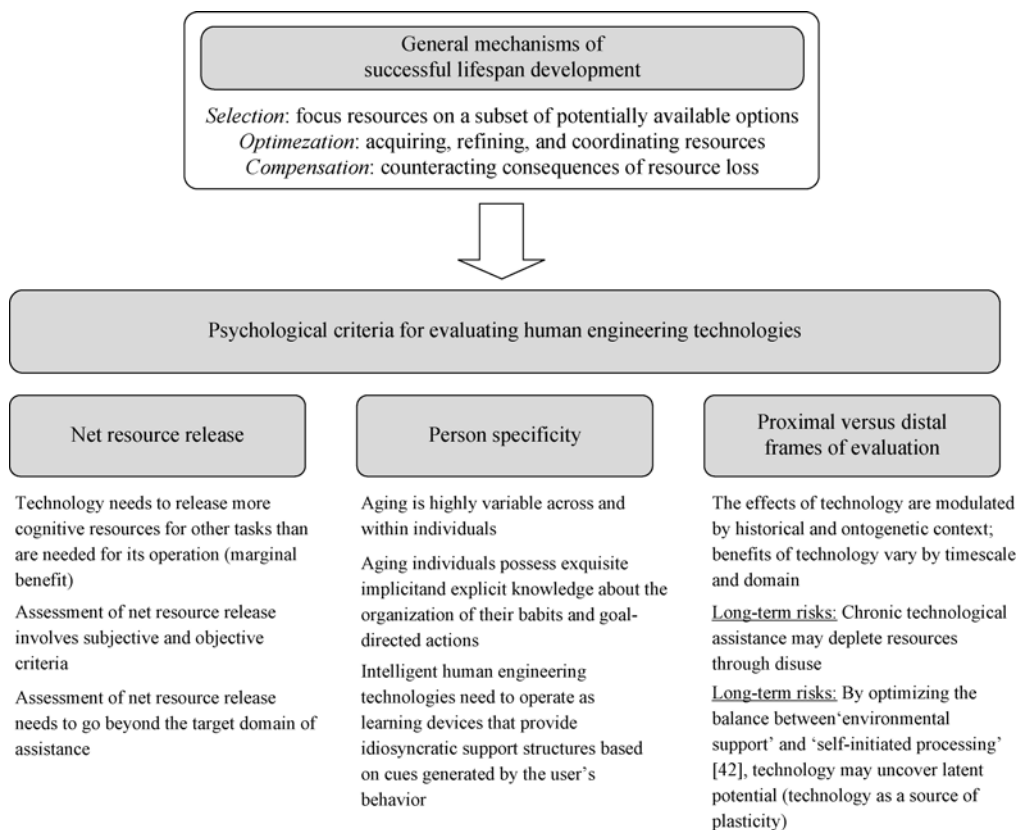 General mechanisms of
successful lifespan development
Selection: focus resources on a subset of potentially available options
Optimezation: acquiring, refining, and coordinating resources
Compensation: counteracting consequences of resource loss
Psychological criteria for evaluating human engineering technologies
Net resource release
Technology needs to release more
cognitive resources for other tasks than
are needed for its operation (marginal
benefit)
Assessment of net resource release
involves subjective and objective
criteria
Assessment of net resource release
needs to go beyond the target domain of
assistance
Person specificity
Aging is highly variable across and
within individuals
Aging individuals possess exquisite
implicitand explicit knowledge about the
organization of their babits and goal-
directed actions
Intelligent human engineering
technologies need to operate as
learning devices that provide
idiosyncratic support structures based
on cues generated by the user’s
behavior
Proximal versus distal
frames of evaluation
The effects of technology are modulated
by historical and ontogenetic context;
benefits of technology vary by timescale
and domain
Long-term risks: Chronic technological
assistance may deplete resources
through disuse
Long-term risks: By optimizing the
balance between‘environmental
support’ and ‘self-initiated processing’
[42], technology may uncover latent
potential (technology as a source of
plasticity)